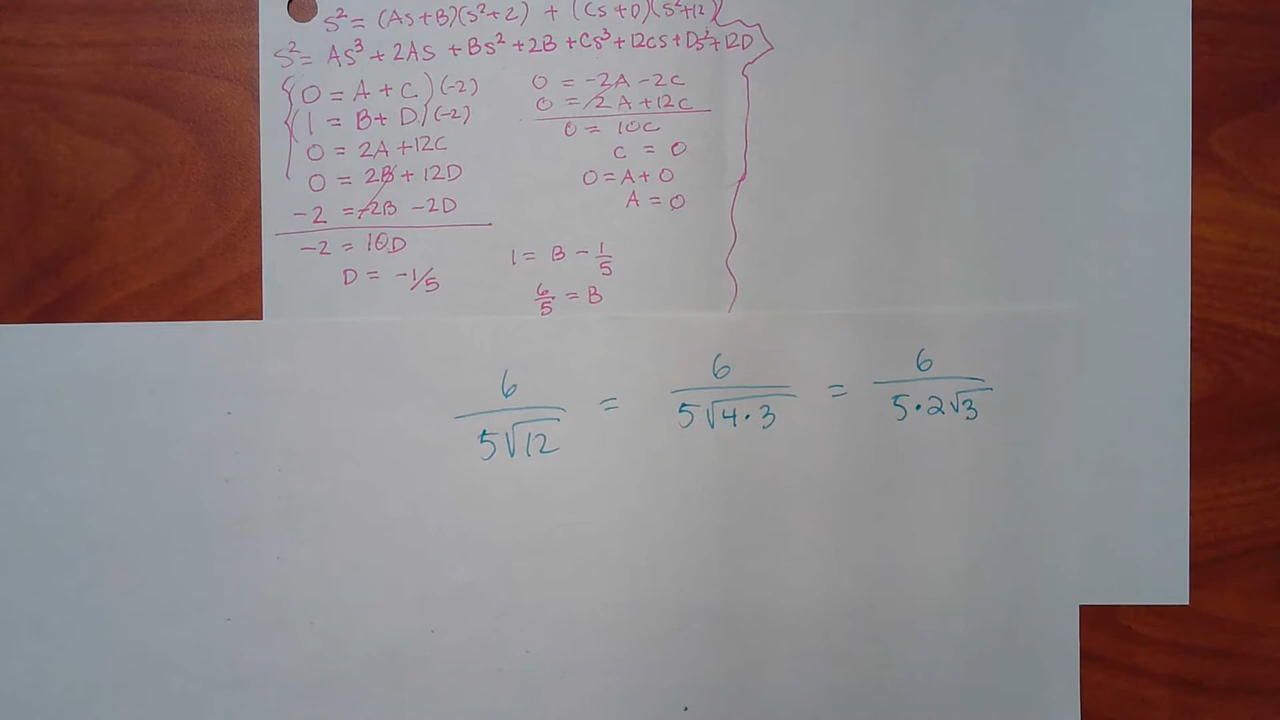 S² = (As+B)(s²+2) + (Cs+D)(s²+12)
S² = As³ + 2As + Bs² + 2B + Cs³ + 12Cs + Ds² + 12D
0 = A + C (-2)
1 = B + D (-2)
0 = 2A + 12C
0 = 2B + 12D
-2 = -2B - 2D
-2 = 10D
D = -1/5
0 = -2A - 2C
0 = 2A + 12C
0 = 10C
C = 0
0 = A + 0
A = 0
1 = B - 1/5
6/5 = B
6/(5√12) = 6/(5√(4·3)) = 6/(5·2√3)